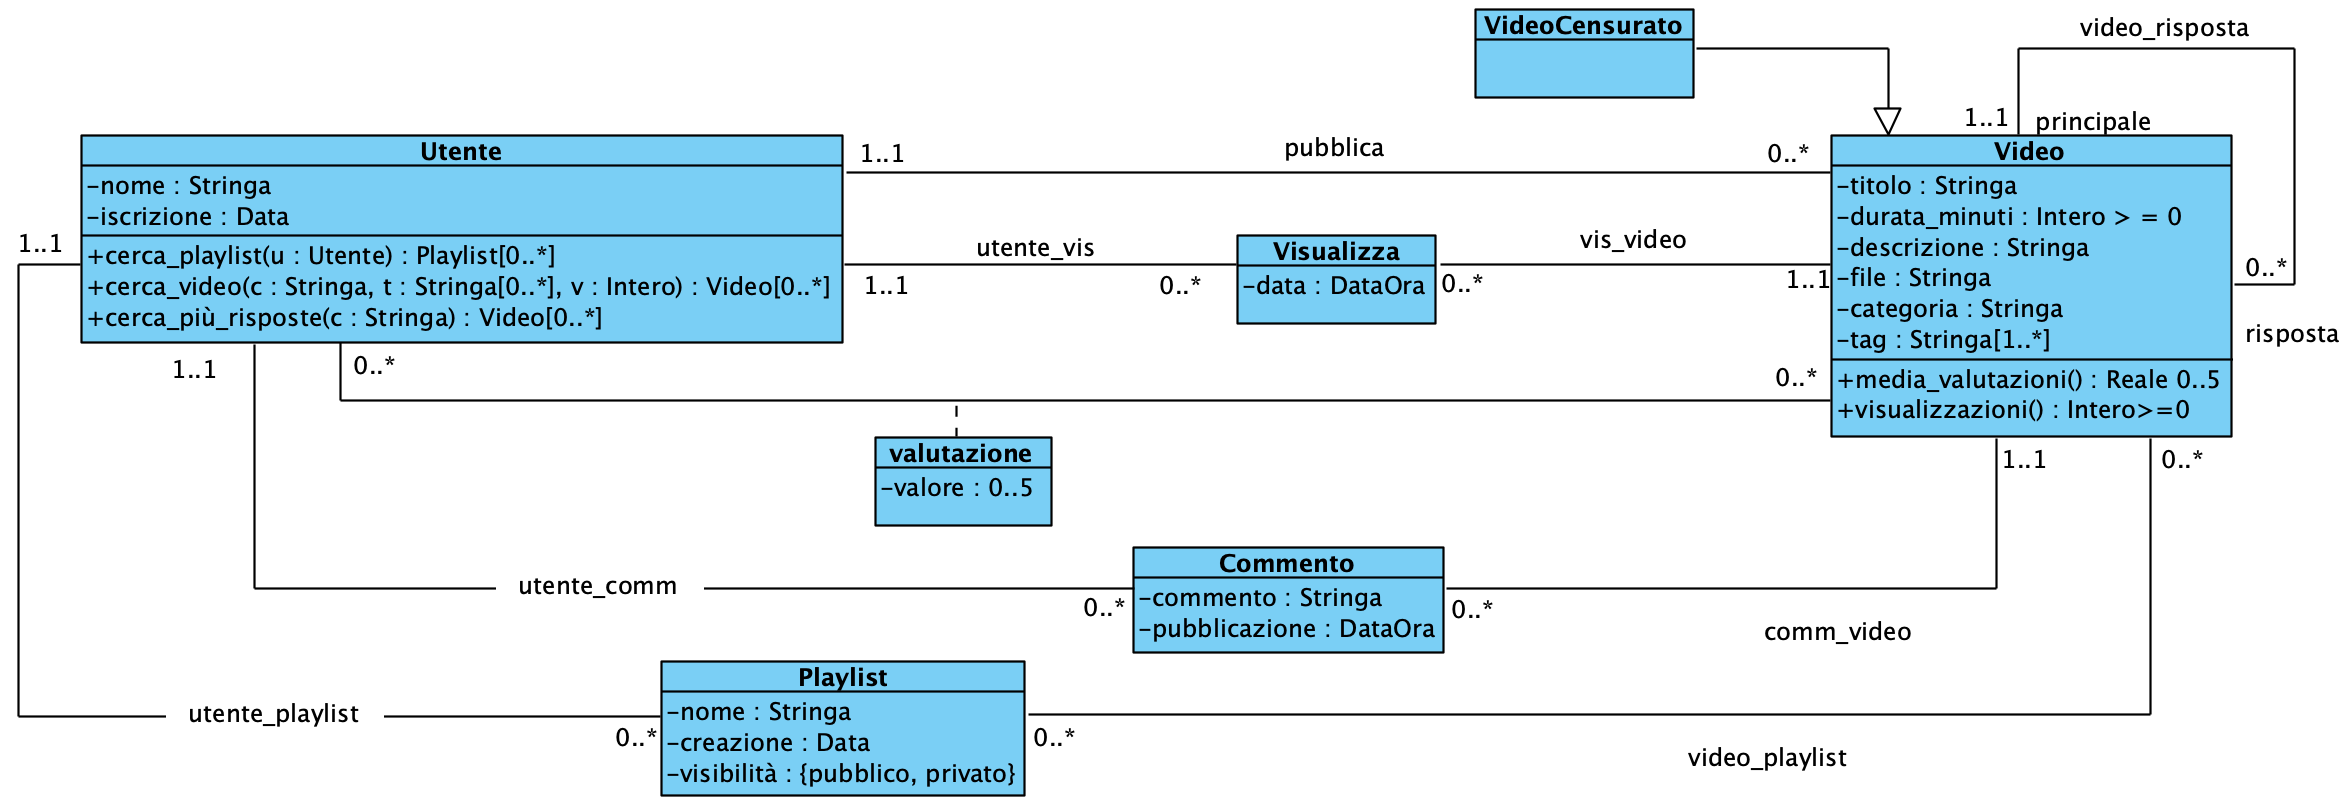 VideoCensurato
video_risposta
1..1
principale
Utente
-nome : Stringa
-iscrizione : Data
+cerca_playlist(u : Utente) : Playlist[0..*]
+cerca_video(c : Stringa, t : Stringa[0..*], v : Intero) : Video[0..*]
+cerca_più_risposte(c : Stringa) : Video[0..*]
1..1
pubblica
0..*
Video
-titolo : Stringa
-durata_minuti : Intero > = 0
-descrizione : Stringa
-file : Stringa
-categoria : Stringa
-tag : Stringa[1..*]
+media_valutazioni() : Reale 0..5
+visualizzazioni() : Intero>=0
0..*
risposta
1..1
utente_vis
1..1
0..*
Visualizza
-data : DataOra
vis_video
0..*
1..1
1..1
0..*
0..*
valutazione
-valore : 0..5
1..1
0..*
utente_comm
0..*
Commento
-commento : Stringa
-pubblicazione : DataOra
0..*
comm_video
utente_playlist
0..*
Playlist
-nome : Stringa
-creazione : Data
-visibilità : {pubblico, privato}
0..*
video_playlist